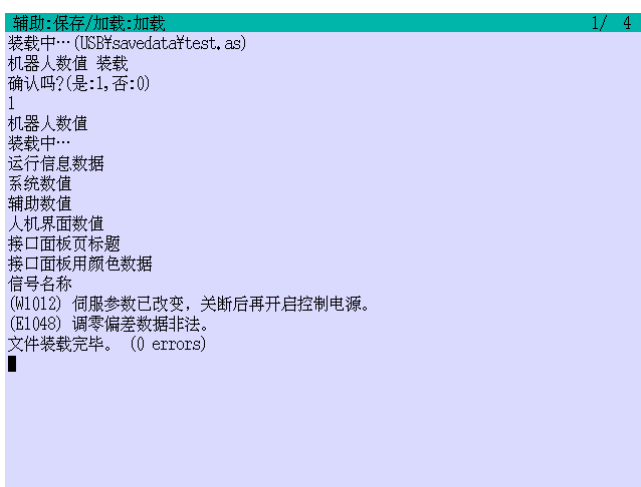 辅助:保存/加载:加载 1/ 4
装载中…(USB¥savedata¥test.as)
机器人数值 装载
确认吗?(是:1,否:0)
1
机器人数值
装载中…
运行信息数据
系统数值
辅助数值
人机界面数值
接口面板页标题
接口面板用颜色数据
信号名称
(W1012) 伺服参数已改变，关断后再开启控制电源。
(E1048) 调零偏差数据非法。
文件装载完毕。 (0 errors)